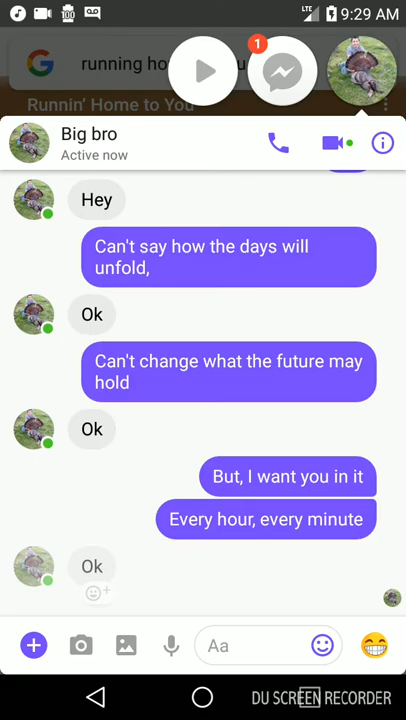 LTE 9:29 AM
running ho
1
Runnin' Home to You
Big bro
Active now
Hey
Can't say how the days will
unfold,
Ok
Can't change what the future may
hold
Ok
But, I want you in it
Every hour, every minute
Ok
Aa
DU SCREEN RECORDER